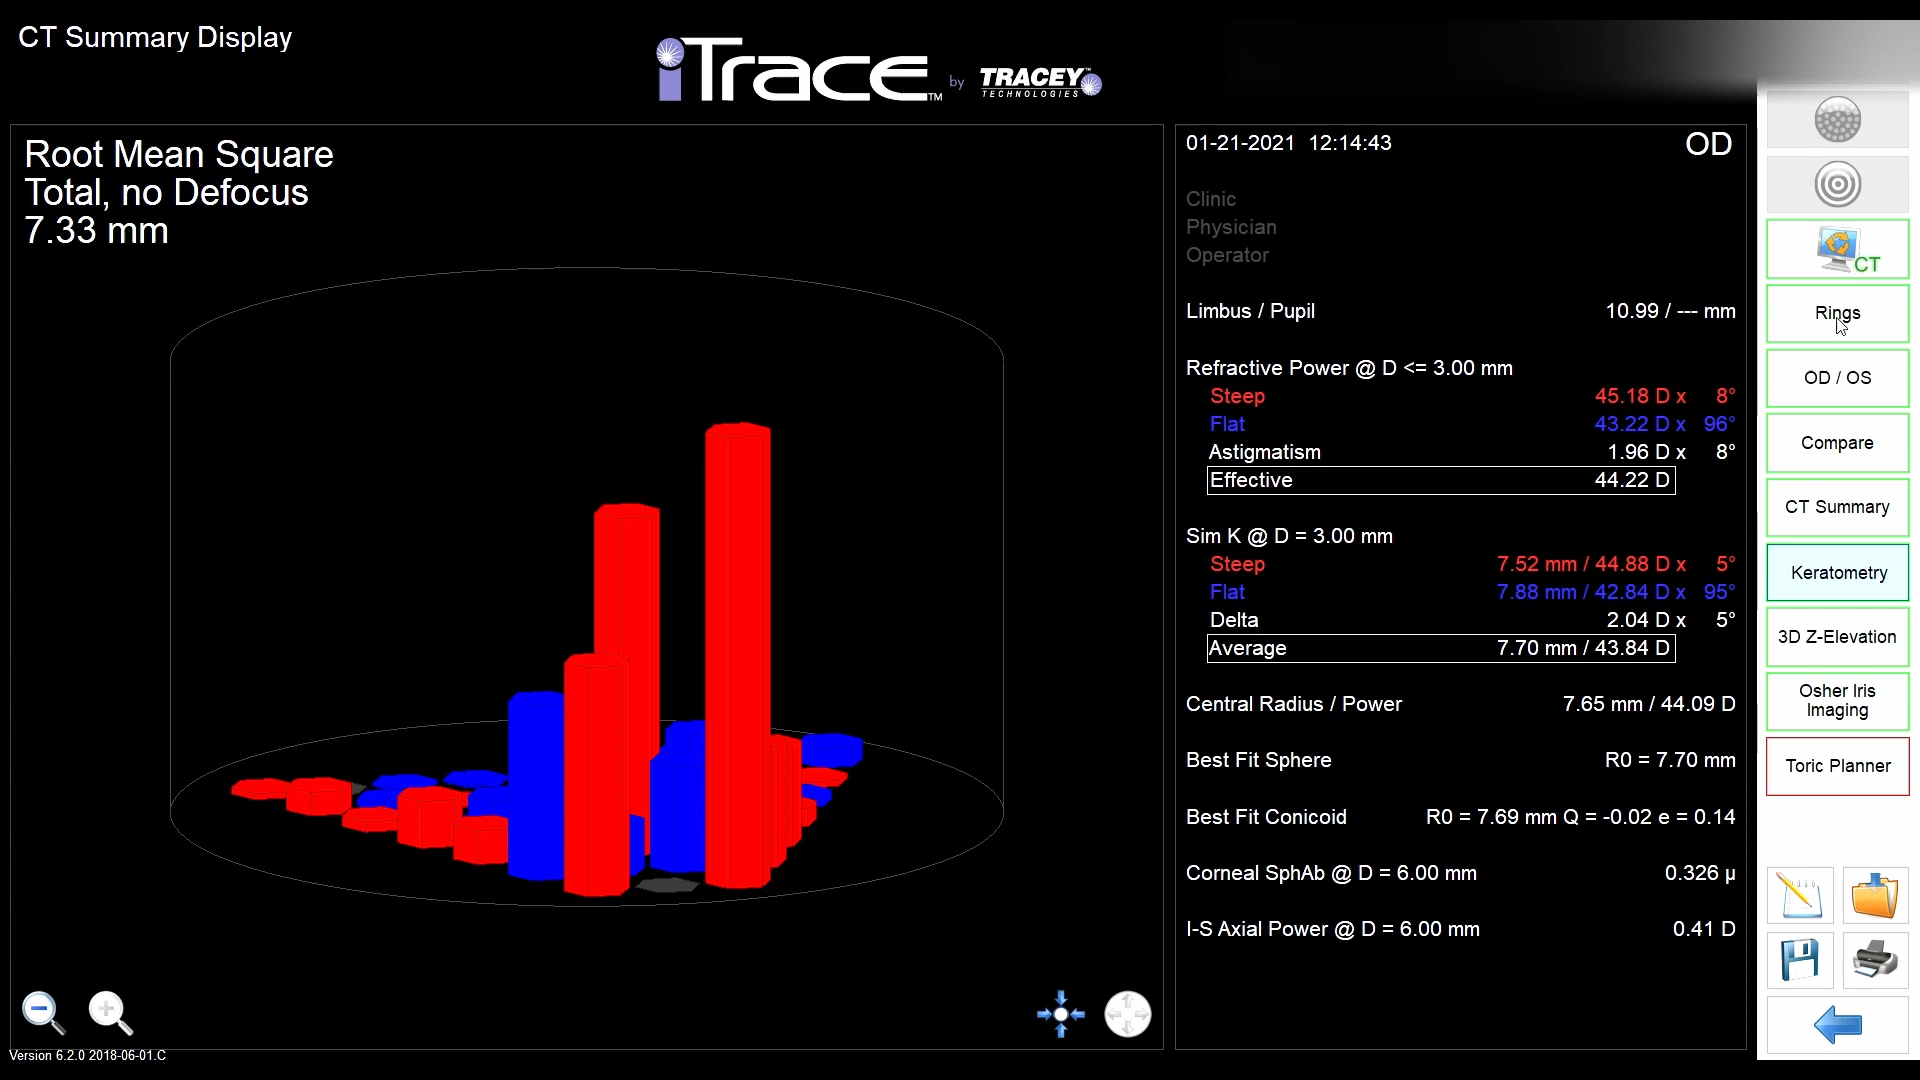 CT Summary Display
iTrace™ by TRACEY™
TECHNOLOGIES
Root Mean Square
Total, no Defocus
7.33 mm
Version 6.2.0 2018-06-01.C
01-21-2021 12:14:43 OD
Clinic
Physician
Operator
Limbus / Pupil 10.99 / --- mm
Refractive Power @ D <= 3.00 mm
Steep 45.18 D x 8°
Flat 43.22 D x 96°
Astigmatism 1.96 D x 8°
Effective 44.22 D
Sim K @ D = 3.00 mm
Steep 7.52 mm / 44.88 D x 5°
Flat 7.88 mm / 42.84 D x 95°
Delta 2.04 D x 5°
Average 7.70 mm / 43.84 D
Central Radius / Power 7.65 mm / 44.09 D
Best Fit Sphere R0 = 7.70 mm
Best Fit Conicoid R0 = 7.69 mm Q = -0.02 e = 0.14
Corneal SphAb @ D = 6.00 mm 0.326 µ
I-S Axial Power @ D = 6.00 mm 0.41 D
CT
Rings
OD / OS
Compare
CT Summary
Keratometry
3D Z-Elevation
Osher Iris
Imaging
Toric Planner